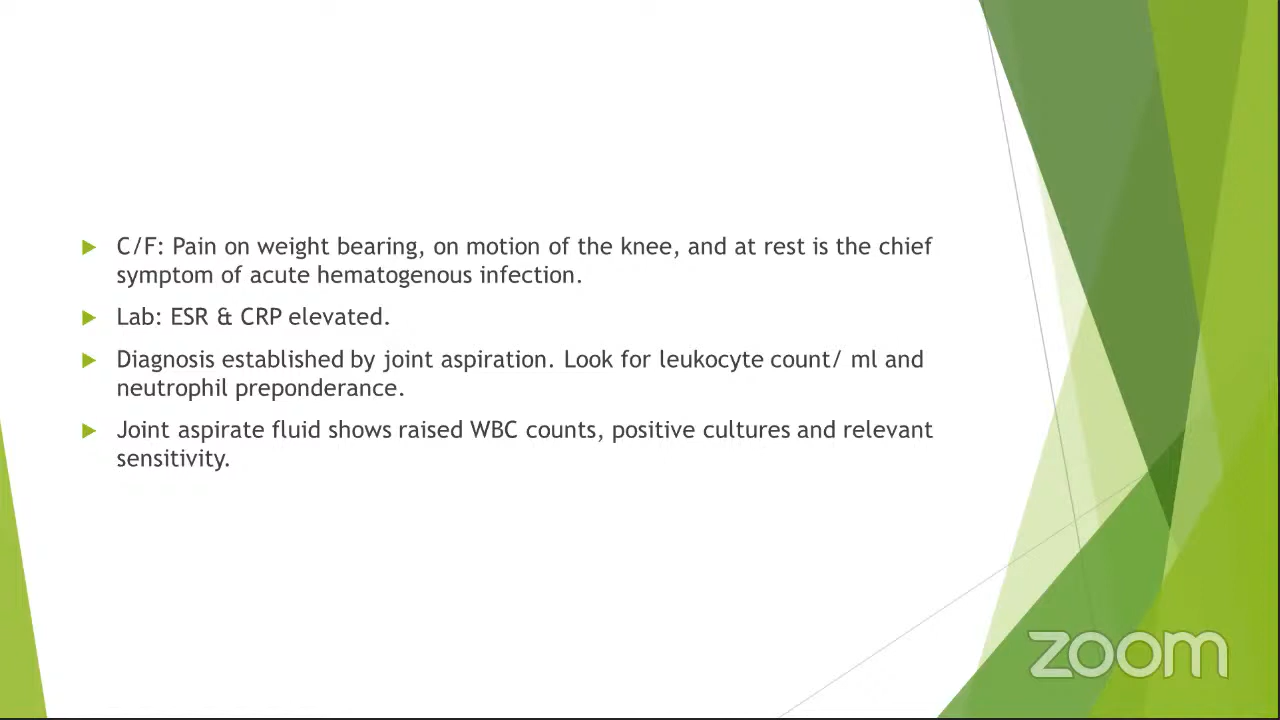 C/F: Pain on weight bearing, on motion of the knee, and at rest is the chief
symptom of acute hematogenous infection.
Lab: ESR & CRP elevated.
Diagnosis established by joint aspiration. Look for leukocyte count/ ml and
neutrophil preponderance.
Joint aspirate fluid shows raised WBC counts, positive cultures and relevant
sensitivity.
zoom